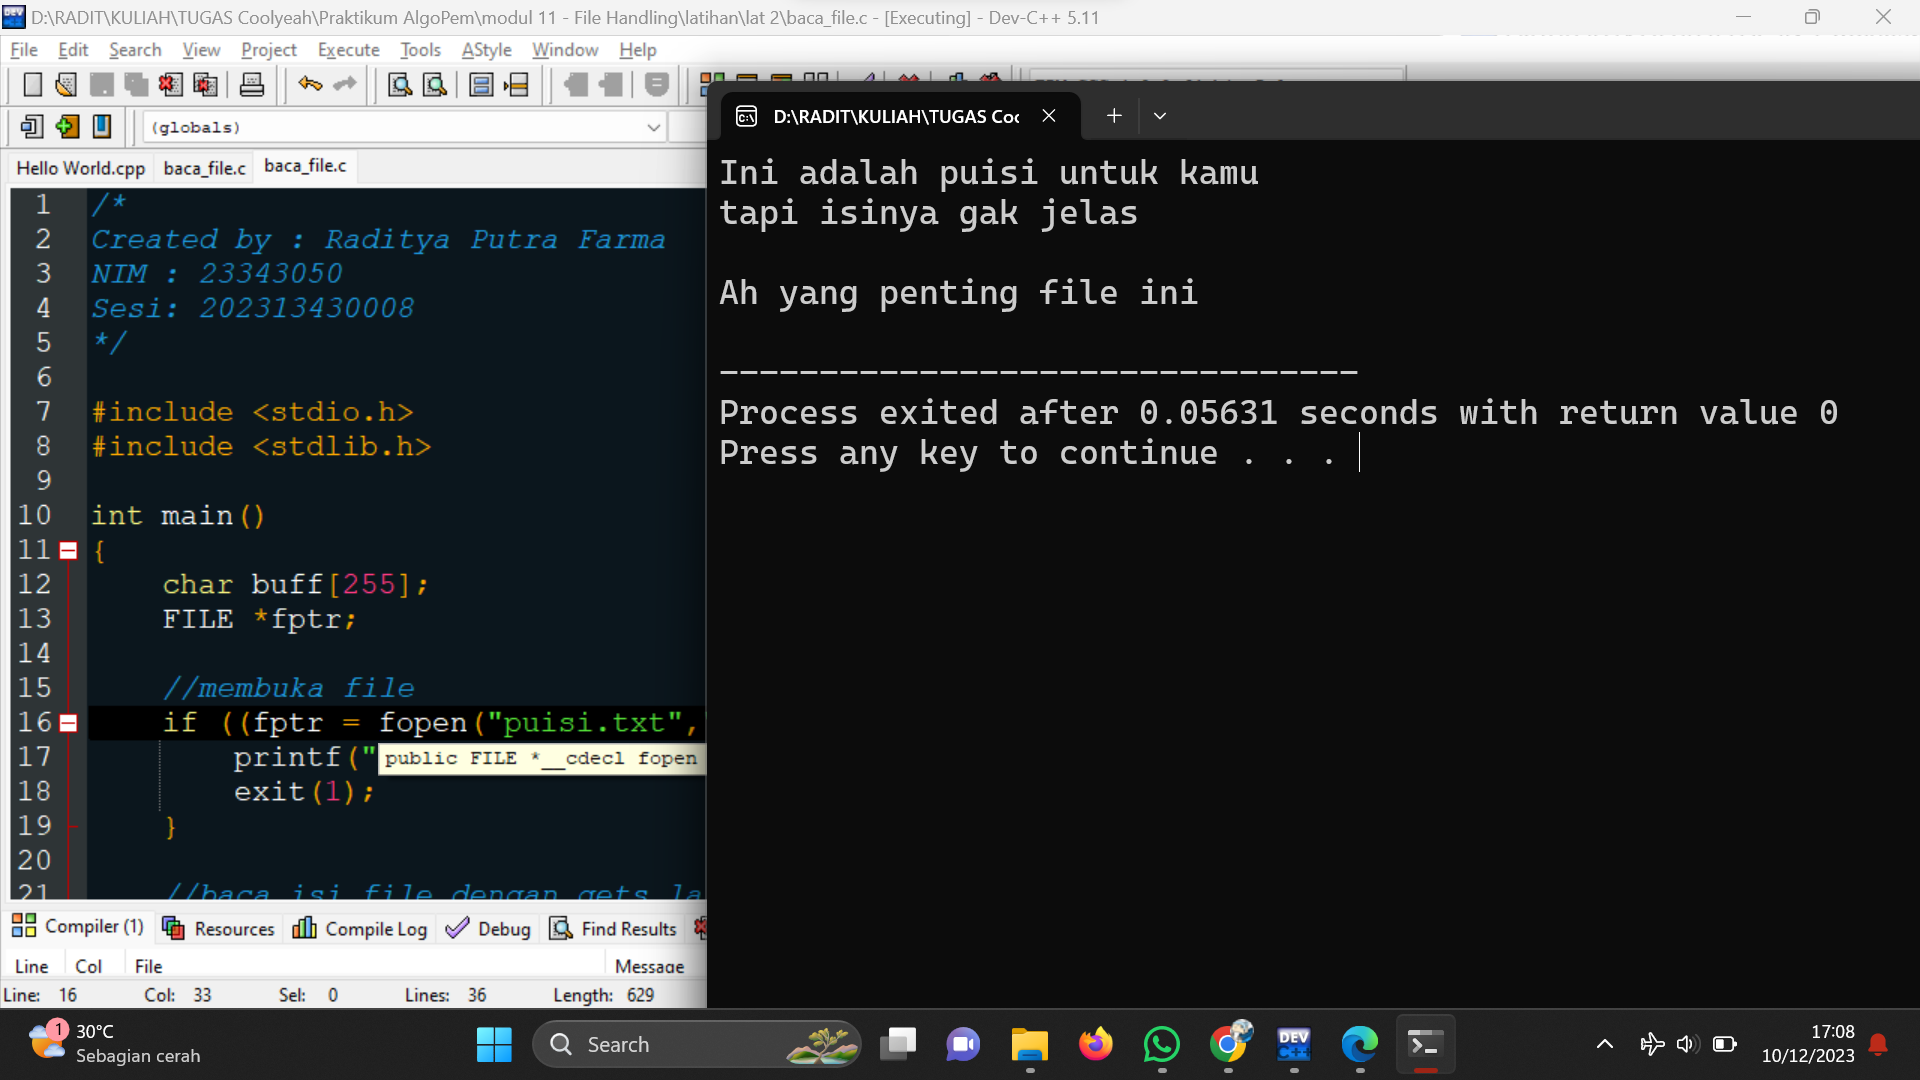 D:\RADIT\KULIAH\TUGAS Coolyeah\Praktikum AlgoPem\modul 11 - File Handling\latihan\lat 2\baca_file.c - [Executing] - Dev-C++ 5.11
File Edit Search View Project Execute Tools AStyle Window Help
(globals)
Hello World.cpp baca_file.c baca_file.c
1 /*
2 Created by : Raditya Putra Farma
3 NIM : 23343050
4 Sesi: 202313430008
5 */
6
7 #include <stdio.h>
8 #include <stdlib.h>
9
10 int main()
11 {
12 char buff[255];
13 FILE *fptr;
14
15 //membuka file
16 if ((fptr = fopen("puisi.txt",
17 printf("
public FILE *__cdecl fopen
18 exit(1);
19 }
20
21 //baca isi file dengan gets la
Compiler (1) Resources Compile Log Debug Find Results
Line Col File Message
Line: 16 Col: 33 Sel: 0 Lines: 36 Length: 629
D:\RADIT\KULIAH\TUGAS Coc
Ini adalah puisi untuk kamu
tapi isinya gak jelas
Ah yang penting file ini
--------------------------------
Process exited after 0.05631 seconds with return value 0
Press any key to continue . . .
1
30°C
Sebagian cerah
Search
DEV
C++
17:08
10/12/2023